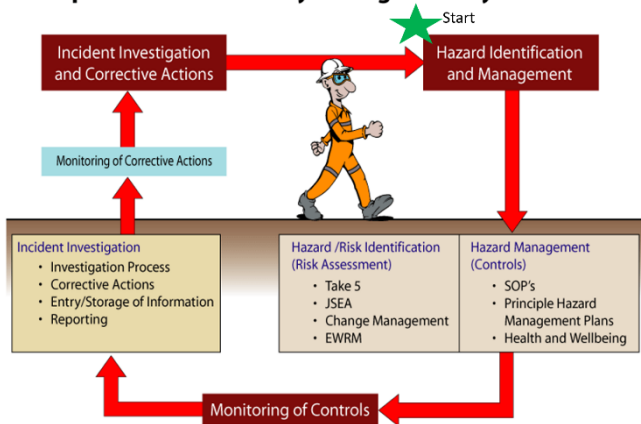 Start
Incident Investigation
and Corrective Actions
Hazard Identification
and Management
Monitoring of Corrective Actions
Incident Investigation
• Investigation Process
• Corrective Actions
• Entry/Storage of Information
• Reporting
Hazard /Risk Identification
(Risk Assessment)
• Take 5
• JSEA
• Change Management
• EWRM
Hazard Management
(Controls)
• SOP's
• Principle Hazard
Management Plans
• Health and Wellbeing
Monitoring of Controls